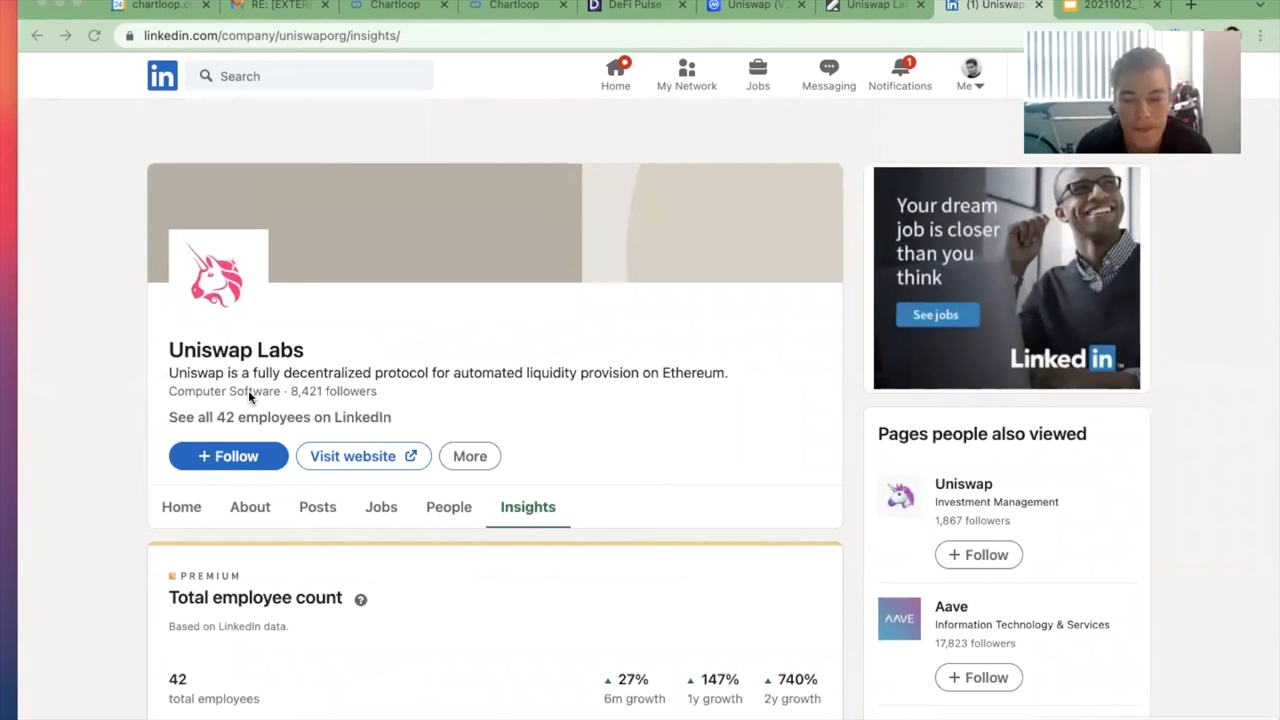 chartloop.c
RE: [EXTER
Chartloop
Chartloop
DeFi Pulse -
Uniswap (V
Uniswap La
(1) Uniswap
20211012_S
linkedin.com/company/uniswaporg/insights/
Search
Home
My Network
Jobs
Messaging
1
Notifications
Me
Your dream
job is closer
than you
think
See jobs
Linked in
Uniswap Labs
Uniswap is a fully decentralized protocol for automated liquidity provision on Ethereum.
Computer Software · 8,421 followers
See all 42 employees on LinkedIn
+ Follow
Visit website
More
Home
About
Posts
Jobs
People
Insights
PREMIUM
Total employee count
Based on LinkedIn data.
42
total employees
27%
6m growth
147%
1y growth
740%
2y growth
Pages people also viewed
Uniswap
Investment Management
1,867 followers
+ Follow
AAVE
Aave
Information Technology & Services
17,823 followers
+ Follow